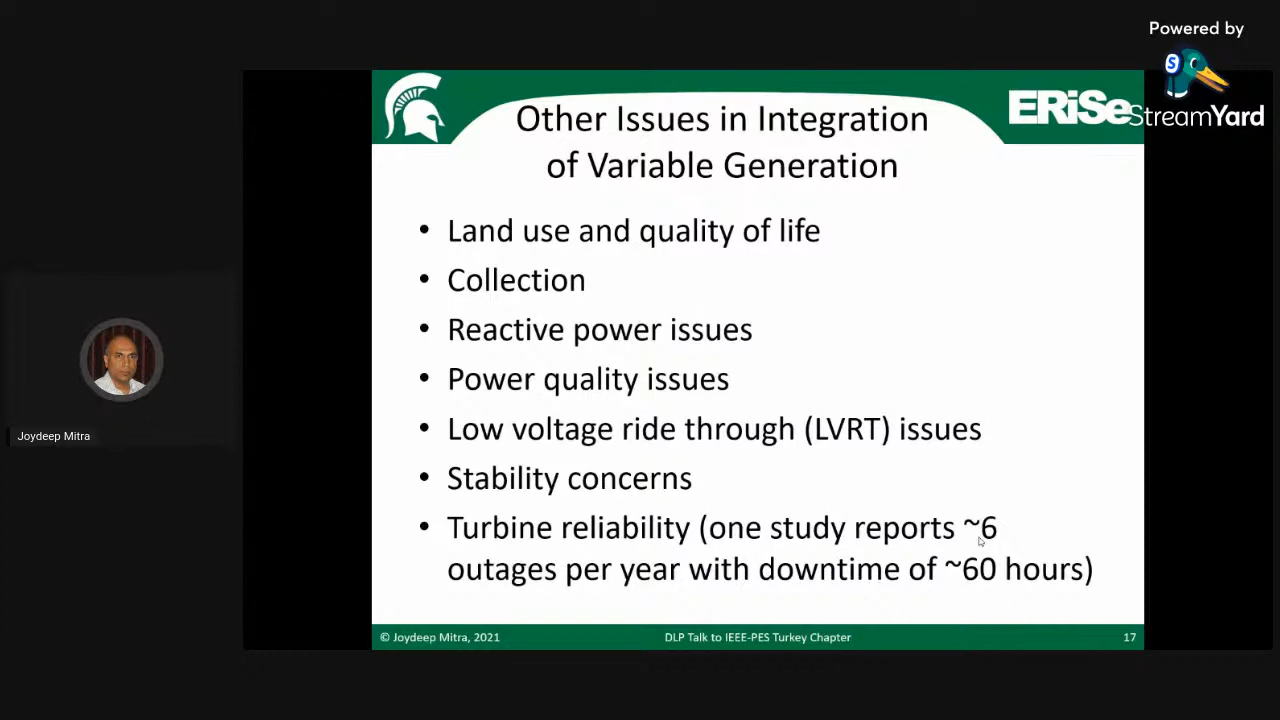 Powered by
S
ERiSe
StreamYard
Other Issues in Integration
of Variable Generation
• Land use and quality of life
• Collection
• Reactive power issues
• Power quality issues
• Low voltage ride through (LVRT) issues
• Stability concerns
• Turbine reliability (one study reports ~6
outages per year with downtime of ~60 hours)
Joydeep Mitra
© Joydeep Mitra, 2021
DLP Talk to IEEE-PES Turkey Chapter
17